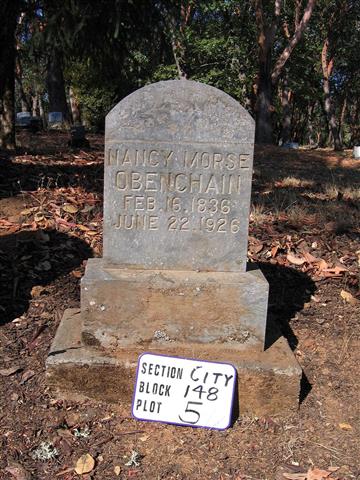 NANCY MORSE
OBENCHAIN
FEB. 16. 1836
JUNE 22. 1926
SECTION CITY
BLOCK 148
PLOT 5